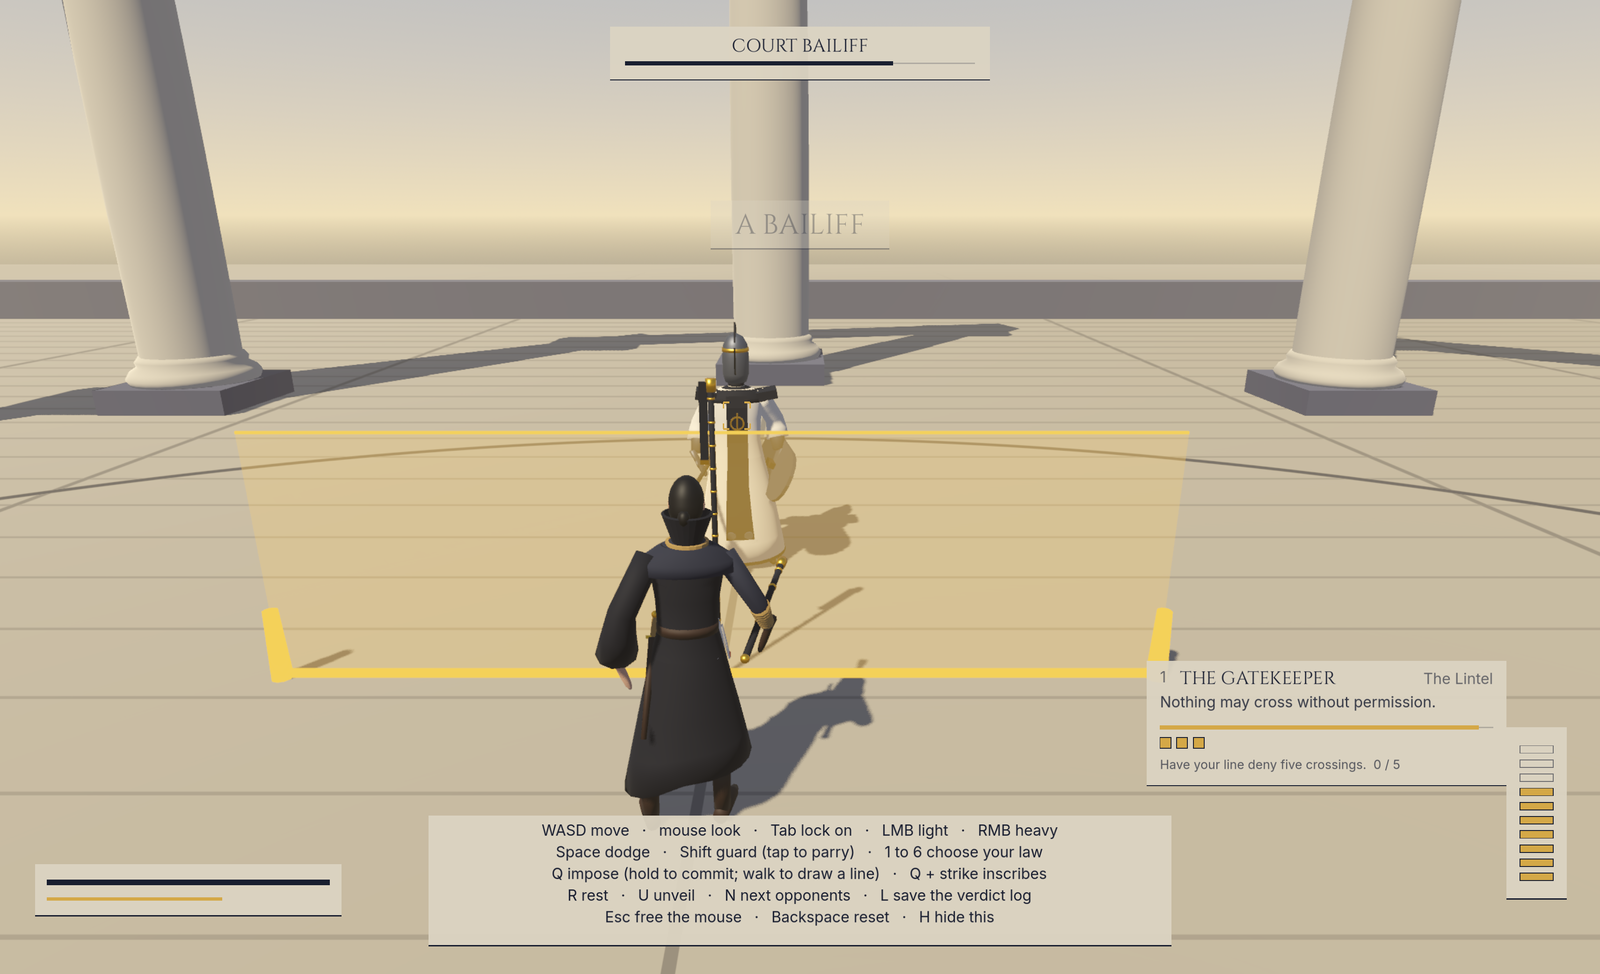 COURT BAILIFF
A BAILIFF
1 THE GATEKEEPER The Lintel
Nothing may cross without permission.
Have your line deny five crossings. 0 / 5
WASD move · mouse look · Tab lock on · LMB light · RMB heavy
Space dodge · Shift guard (tap to parry) · 1 to 6 choose your law
Q impose (hold to commit; walk to draw a line) · Q + strike inscribes
R rest · U unveil · N next opponents · L save the verdict log
Esc free the mouse · Backspace reset · H hide this